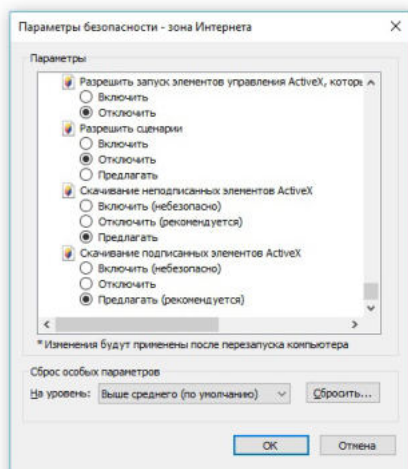 Параметры безопасности - зона Интернета
Параметры
Разрешить запуск элементов управления ActiveX, которь
Включить
Отключить
Разрешить сценарии
Включить
Отключить
Предлагать
Скачивание неподписанных элементов ActiveX
Включить (небезопасно)
Отключить (рекомендуется)
Предлагать
Скачивание подписанных элементов ActiveX
Включить (небезопасно)
Отключить
Предлагать (рекомендуется)
*Изменения будут применены после перезапуска компьютера
Сброс особых параметров
На уровень: Выше среднего (по умолчанию) Сбросить...
ОК Отмена